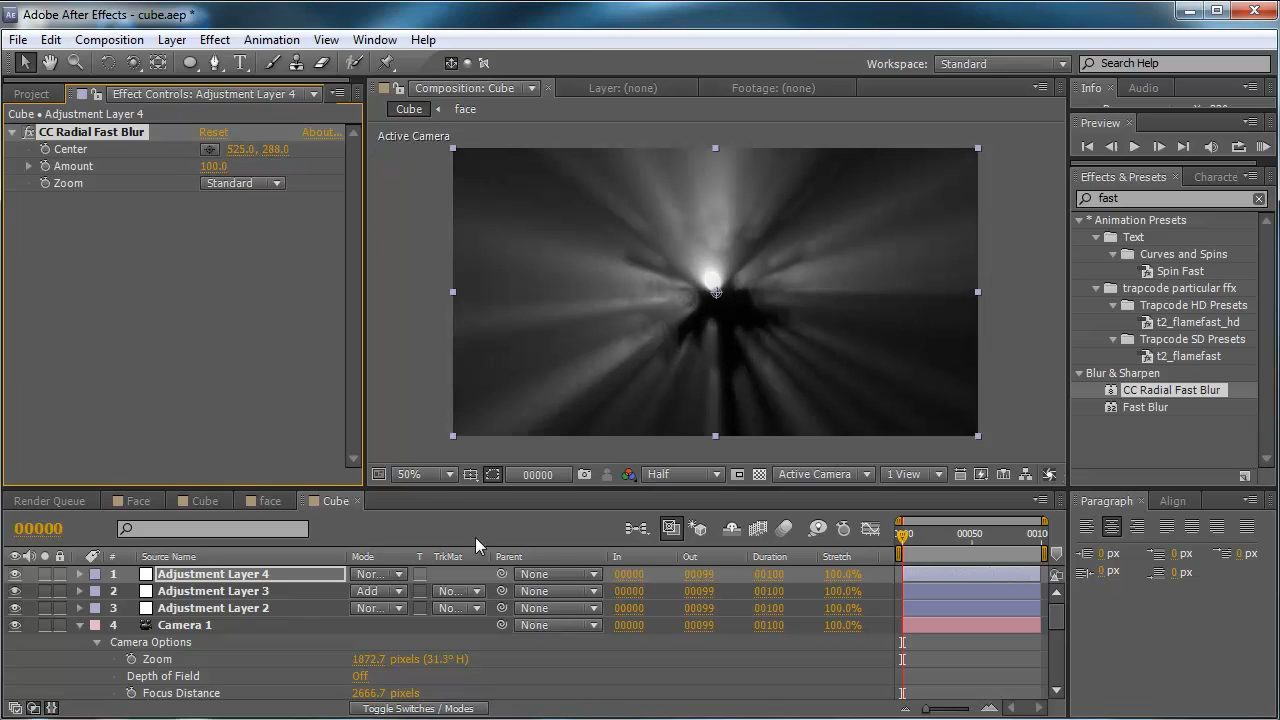 Adobe After Effects - cube.aep *
File Edit Composition Layer Effect Animation View Window Help
Workspace: Standard Search Help
Project Effect Controls: Adjustment Layer 4
Cube • Adjustment Layer 4
fx CC Radial Fast Blur Reset About...
Center 525.0, 288.0
Amount 100.0
Zoom Standard
Composition: Cube Layer: (none) Footage: (none)
Cube face
Active Camera
50% 00000 Half Active Camera 1 View
Info Audio
Preview
Effects & Presets Characte
fast
* Animation Presets
Text
Curves and Spins
Spin Fast
trapcode particular ffx
Trapcode HD Presets
t2_flamefast_hd
Trapcode SD Presets
t2_flamefast
Blur & Sharpen
CC Radial Fast Blur
Fast Blur
Render Queue Face Cube face Cube
00000
00050 0010
# Source Name Mode T TrkMat Parent In Out Duration Stretch
1 Adjustment Layer 4 Nor... None 00000 00099 00100 100.0%
2 Adjustment Layer 3 Add No... None 00000 00099 00100 100.0%
3 Adjustment Layer 2 Nor... No... None 00000 00099 00100 100.0%
4 Camera 1 None 00000 00099 00100 100.0%
Camera Options
Zoom 1872.7 pixels (31.3° H)
Depth of Field Off
Focus Distance 2666.7 pixels
Toggle Switches / Modes
Paragraph Align
0 px 0 px 0 px
0 px 0 px